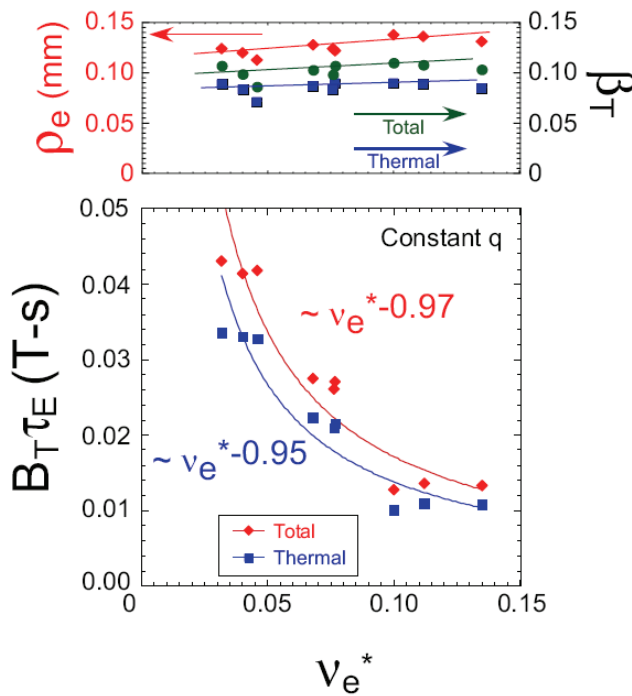 ρe (mm)
0.15
0.10
0.05
0
Total
Thermal
0.15
0.10
0.05
0
βT
BT τE (T-s)
0.05
0.04
0.03
0.02
0.01
0.00
Constant q
~ νe*-0.97
~ νe*-0.95
Total
Thermal
0
0.05
0.10
0.15
νe*